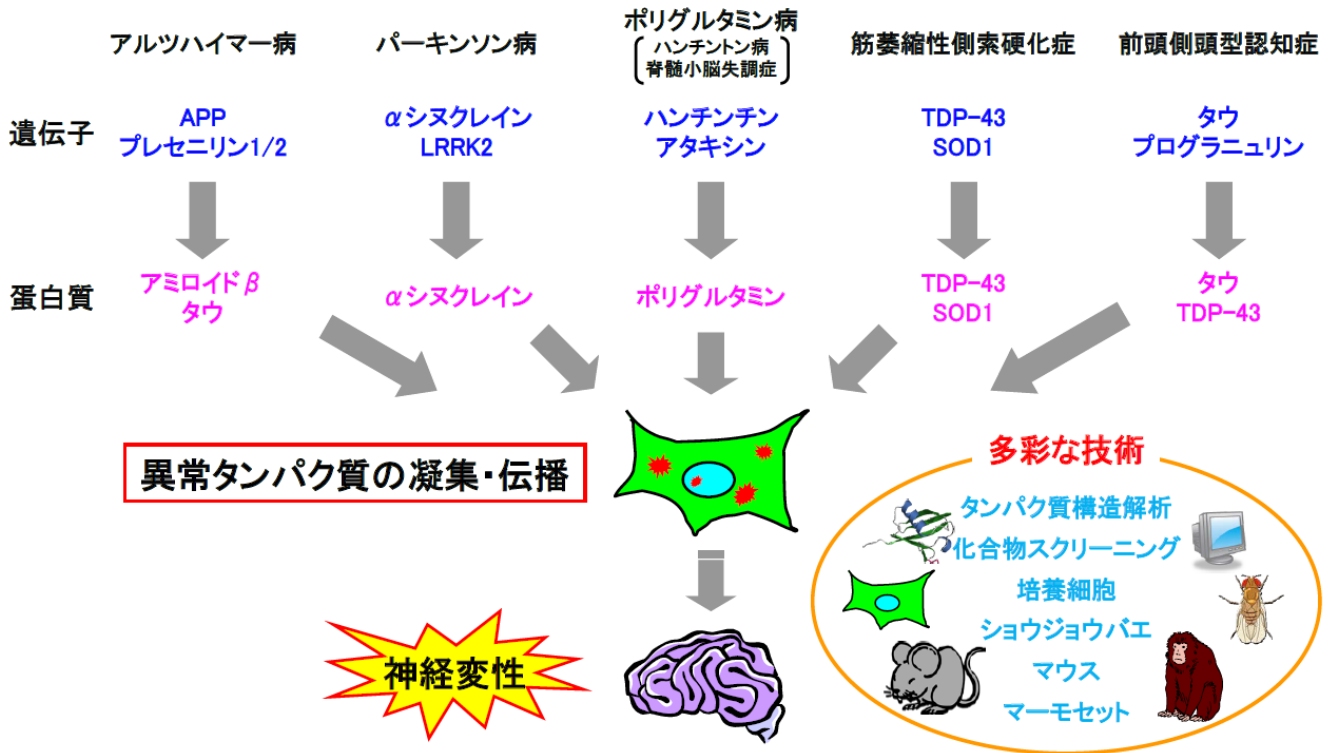 アルツハイマー病
パーキンソン病
ポリグルタミン病
ハンチントン病
脊髄小脳失調症
筋萎縮性側索硬化症
前頭側頭型認知症
遺伝子
APP
プレセニリン1/2
αシヌクレイン
LRRK2
ハンチンチン
アタキシン
TDP-43
SOD1
タウ
プログラニュリン
蛋白質
アミロイドβ
タウ
αシヌクレイン
ポリグルタミン
TDP-43
SOD1
タウ
TDP-43
異常タンパク質の凝集・伝播
神経変性
多彩な技術
タンパク質構造解析
化合物スクリーニング
培養細胞
ショウジョウバエ
マウス
マーモセット